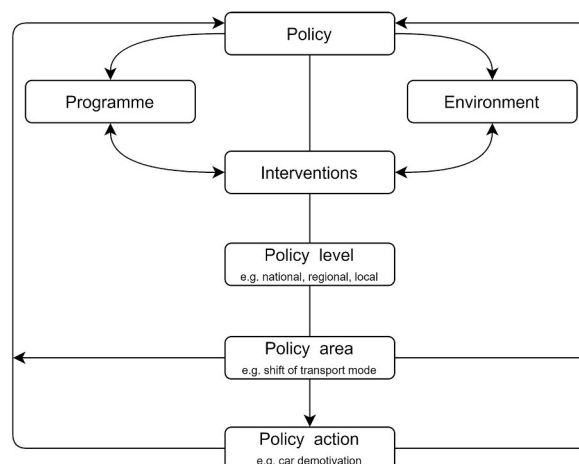 Policy
Programme
Environment
Interventions
Policy level
e.g. national, regional, local
Policy area
e.g. shift of transport mode
Policy action
e.g. car demotivation